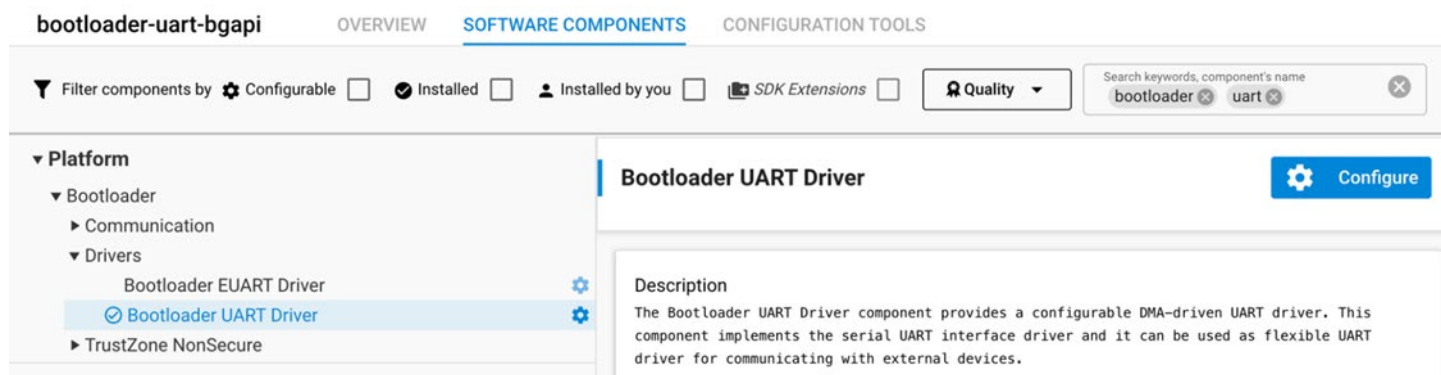 bootloader-uart-bgapi OVERVIEW SOFTWARE COMPONENTS CONFIGURATION TOOLS
Filter components by Configurable Installed Installed by you SDK Extensions Quality
Search keywords, component's name
bootloader uart
Platform
Bootloader
Communication
Drivers
Bootloader EUART Driver
Bootloader UART Driver
TrustZone NonSecure
Bootloader UART Driver Configure
Description
The Bootloader UART Driver component provides a configurable DMA-driven UART driver. This
component implements the serial UART interface driver and it can be used as flexible UART
driver for communicating with external devices.